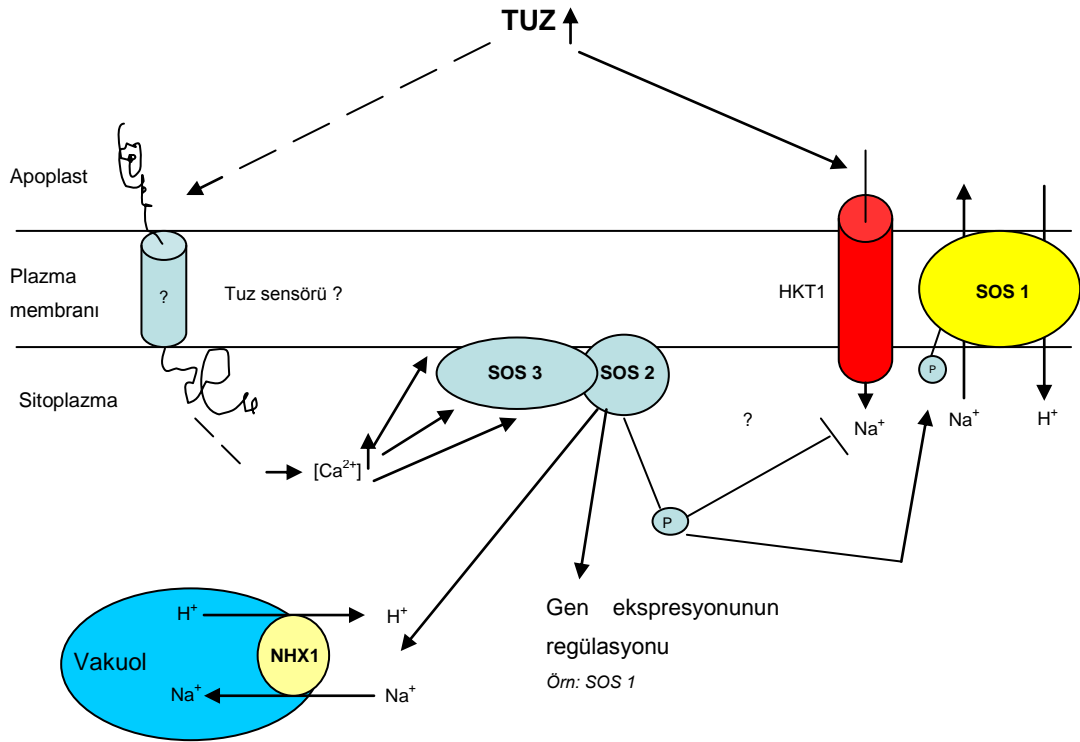 TUZ
Apoplast
Plazma
membranı
?
Tuz sensörü ?
HKT1
SOS 1
Sitoplazma
SOS 3
SOS 2
P
?
Na⁺
Na⁺
H⁺
[Ca²⁺]
P
H⁺
H⁺
Vakuol
NHX1
Na⁺
Na⁺
Gen ekspresyonunun
regülasyonu
Örn: SOS 1